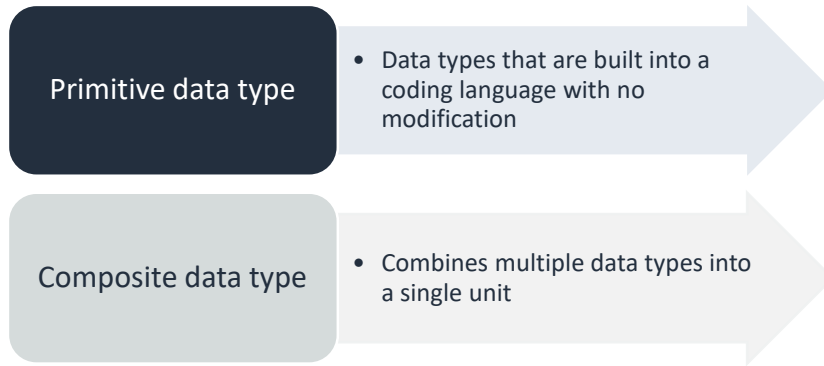 Primitive data type
• Data types that are built into a
coding language with no
modification
Composite data type
• Combines multiple data types into
a single unit